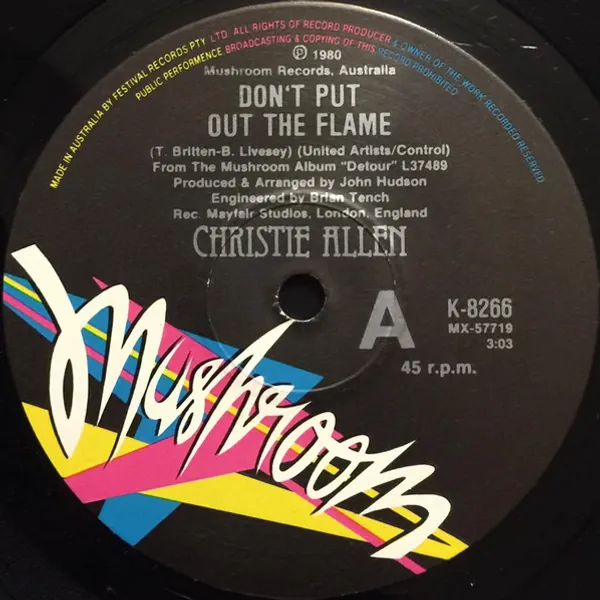 MADE IN AUSTRALIA BY FESTIVAL RECORDS PTY. LTD. ALL RIGHTS OF RECORD PRODUCER & OWNER OF THE WORK RECORDED RESERVED
PUBLIC PERFORMENCE BROADCASTING & COPYING OF THIS RECORD PROHIBITED
℗ 1980
Mushroom Records, Australia
DON'T PUT
OUT THE FLAME
(T. Britten-B. Livesey) (United Artists/Control)
From The Mushroom Album "Detour" L37489
Produced & Arranged by John Hudson
Engineered by Brian Tench
Rec. Mayfair Studios, London, England
CHRISTIE ALLEN
A
K-8266
MX-57719
3:03
45 r.p.m.
Mushroom